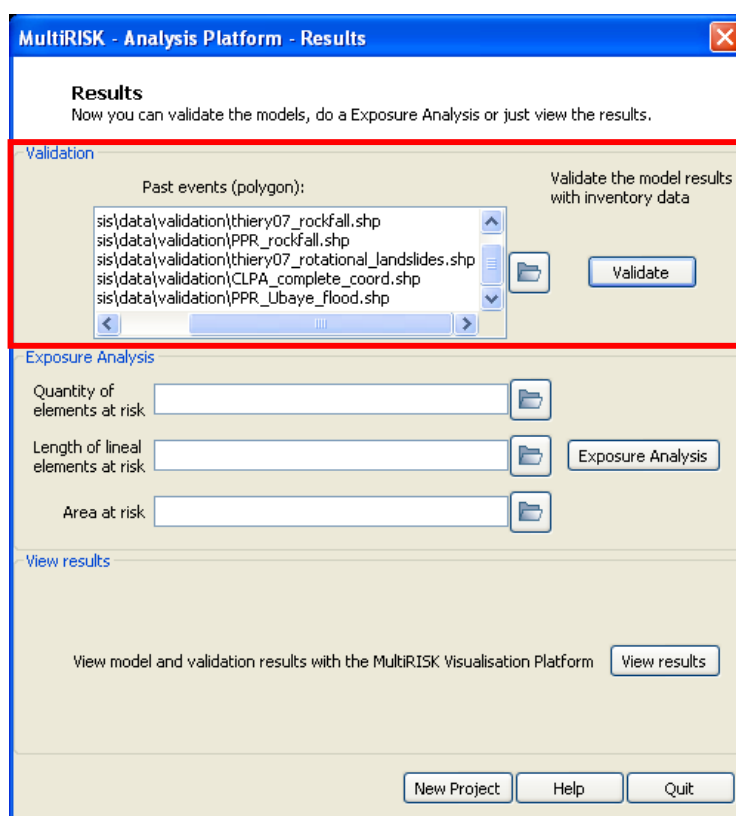 MultiRISK - Analysis Platform - Results
Results
Now you can validate the models, do a Exposure Analysis or just view the results.
Validation
Past events (polygon):
Validate the model results
with inventory data
sis\data\validation\thiery07_rockfall.shp
sis\data\validation\PPR_rockfall.shp
sis\data\validation\thiery07_rotational_landslides.shp
sis\data\validation\CLPA_complete_coord.shp
sis\data\validation\PPR_Ubaye_flood.shp
Validate
Exposure Analysis
Quantity of
elements at risk
Length of lineal
elements at risk
Exposure Analysis
Area at risk
View results
View model and validation results with the MultiRISK Visualisation Platform
View results
New Project
Help
Quit